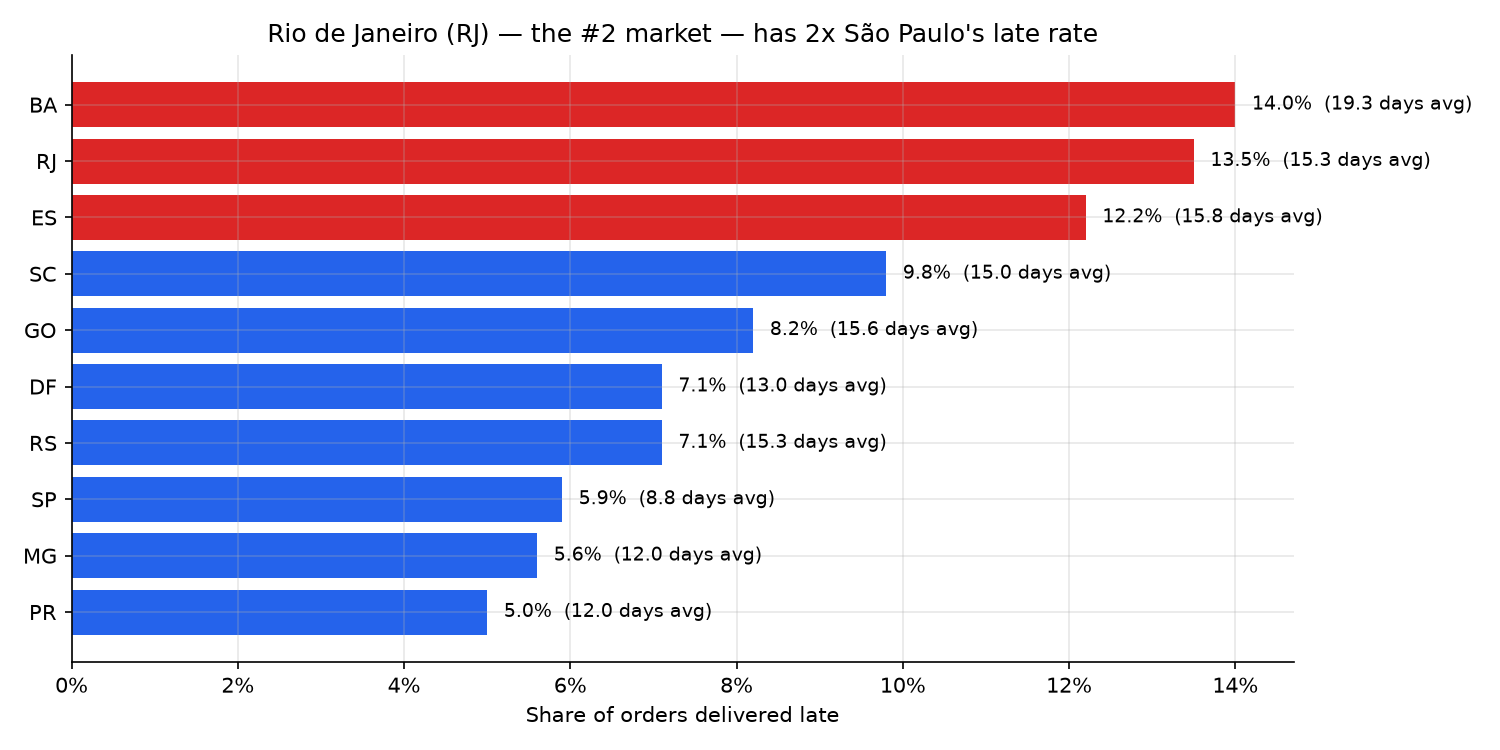 Rio de Janeiro (RJ) — the #2 market — has 2x São Paulo's late rate
BA 14.0% (19.3 days avg)
RJ 13.5% (15.3 days avg)
ES 12.2% (15.8 days avg)
SC 9.8% (15.0 days avg)
GO 8.2% (15.6 days avg)
DF 7.1% (13.0 days avg)
RS 7.1% (15.3 days avg)
SP 5.9% (8.8 days avg)
MG 5.6% (12.0 days avg)
PR 5.0% (12.0 days avg)
0% 2% 4% 6% 8% 10% 12% 14%
Share of orders delivered late